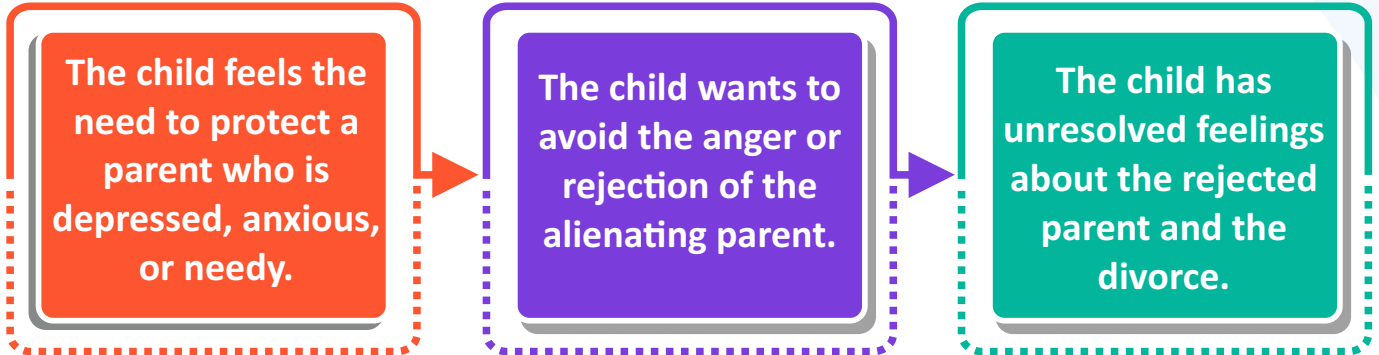 The child feels the
need to protect a
parent who is
depressed, anxious,
or needy.
The child wants to
avoid the anger or
rejection of the
alienating parent.
The child has
unresolved feelings
about the rejected
parent and the
divorce.